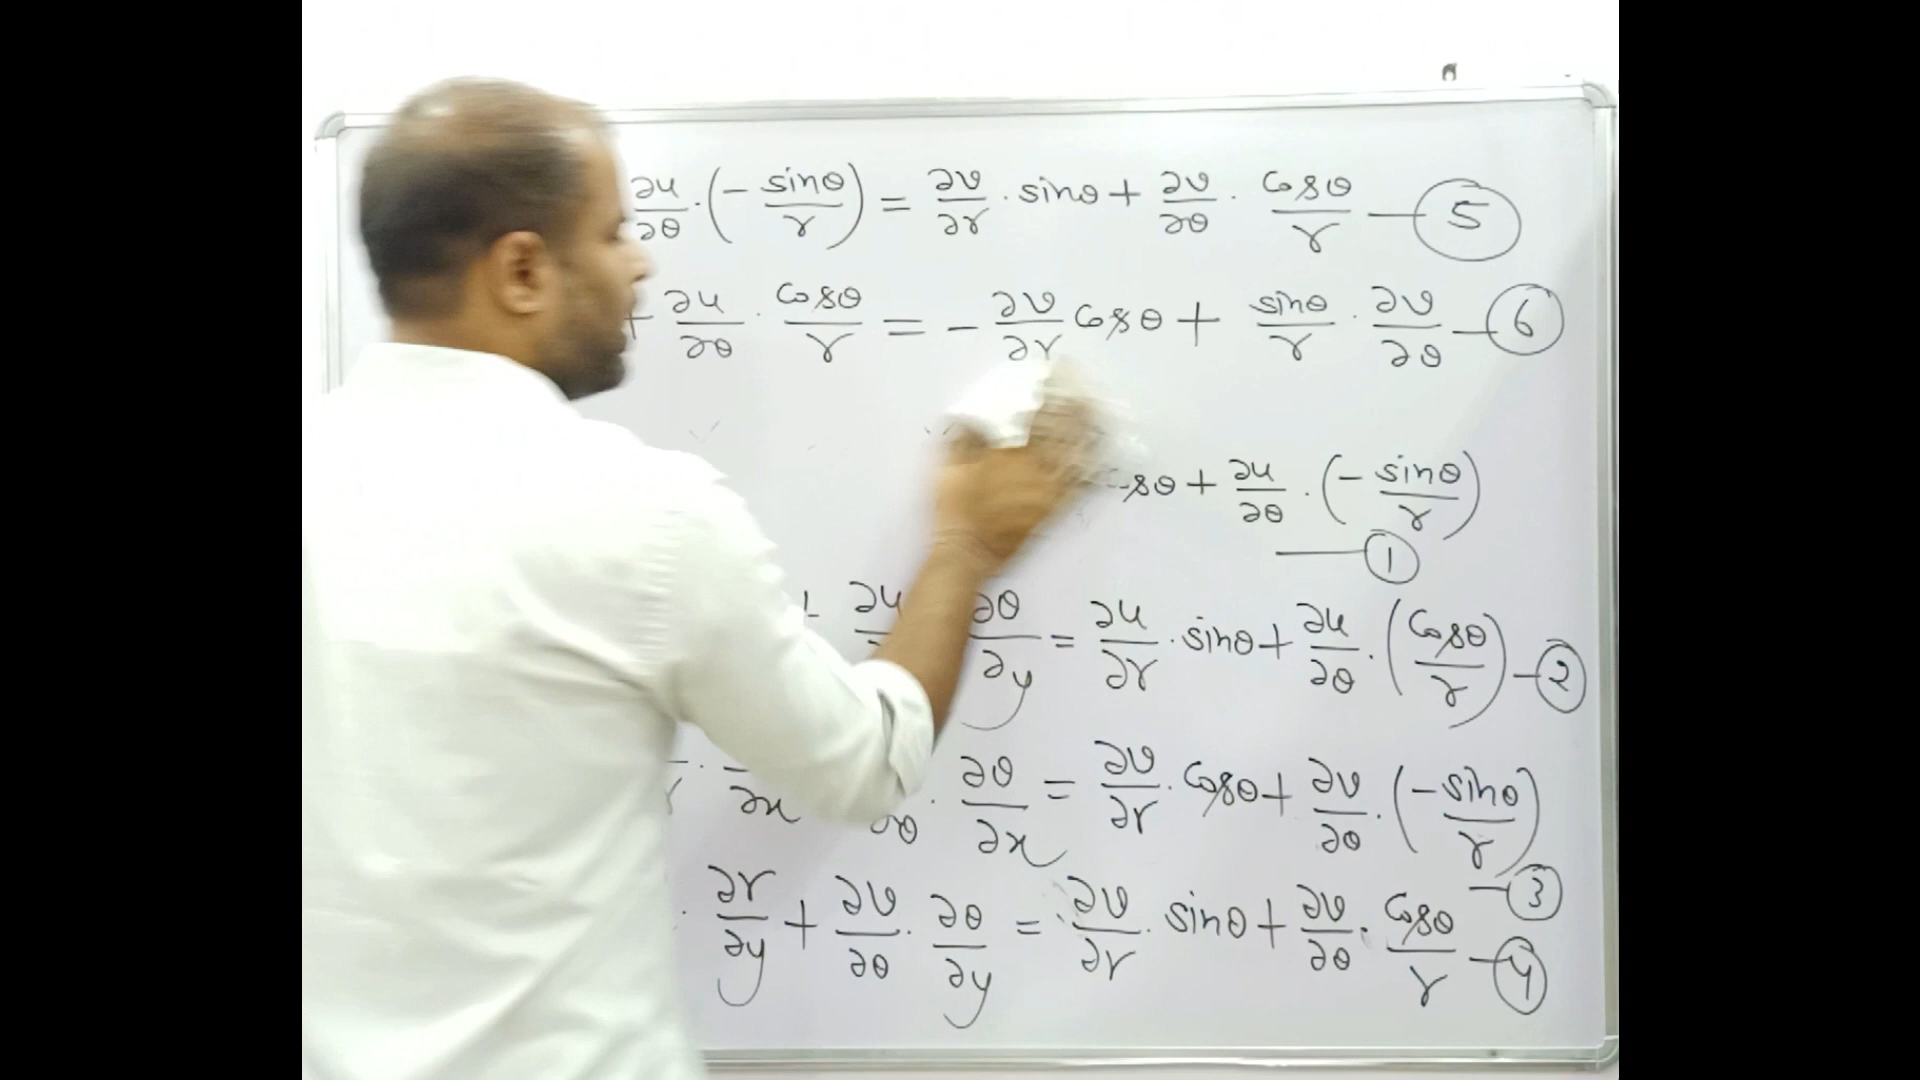 ∂u/∂θ · (− sinθ/r) = ∂v/∂r · sinθ + ∂v/∂θ · cosθ/r — 5
+ ∂u/∂θ · cosθ/r = − ∂v/∂r cosθ + sinθ/r · ∂v/∂θ — 6
cosθ + ∂u/∂θ · (− sinθ/r)
— 1
+ ∂u ∂θ/∂y = ∂u/∂r · sinθ + ∂u/∂θ · (cosθ/r) — 2
∂x ∂θ · ∂θ/∂x = ∂v/∂r · cosθ + ∂v/∂θ · (− sinθ/r)
— 3
· ∂r/∂y + ∂v/∂θ · ∂θ/∂y = ∂v/∂r · sinθ + ∂v/∂θ · cosθ/r — 4